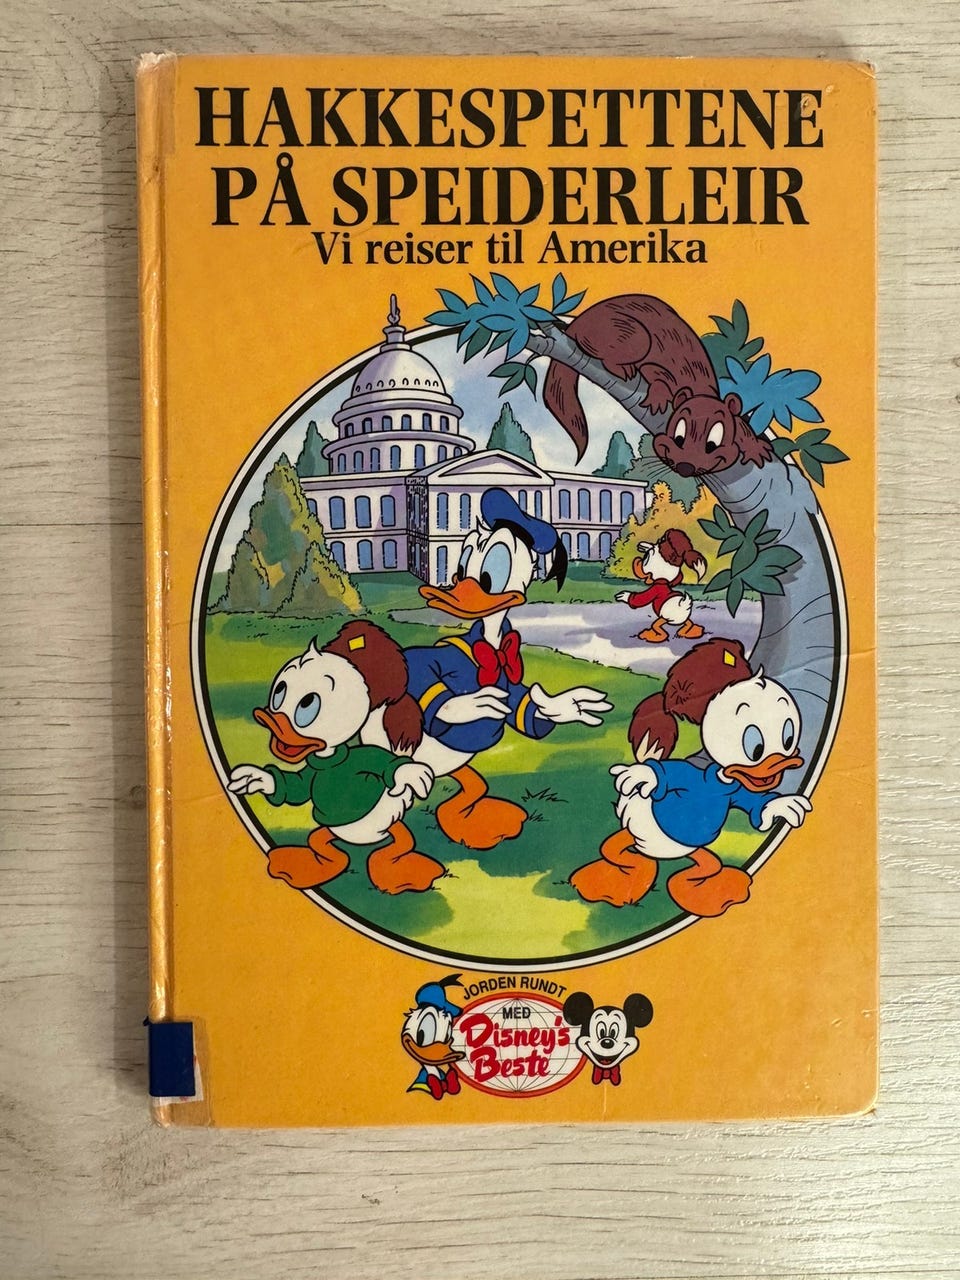 HAKKESPETTENE
PÅ SPEIDERLEIR
Vi reiser til Amerika
JORDEN RUNDT
MED
Disney's
Beste